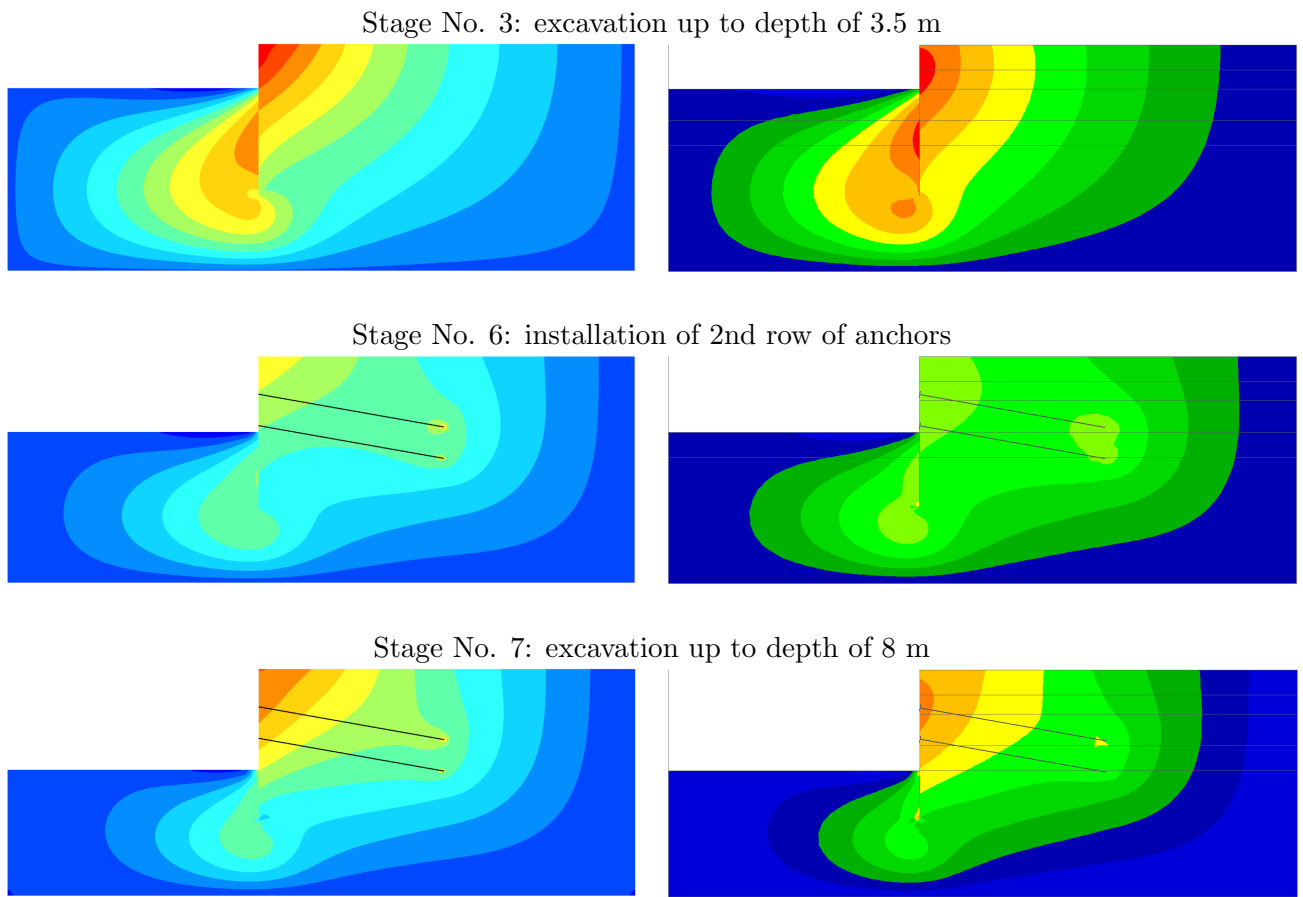 Stage No. 3: excavation up to depth of 3.5 m
Stage No. 6: installation of 2nd row of anchors
Stage No. 7: excavation up to depth of 8 m